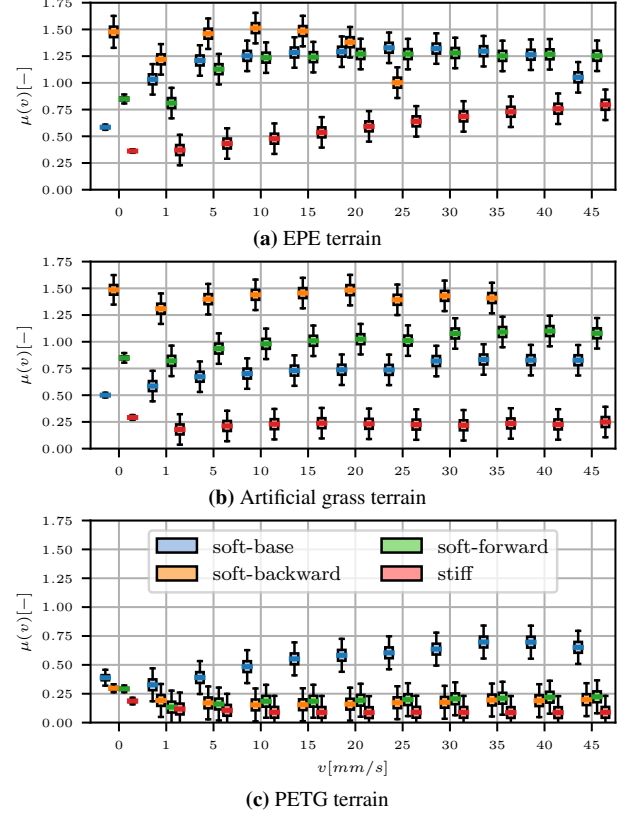 1.75
1.50
1.25
1.00
0.75
0.50
0.25
0.00
μ(v)[−]
0 1 5 10 15 20 25 30 35 40 45
(a) EPE terrain
1.75
1.50
1.25
1.00
0.75
0.50
0.25
0.00
μ(v)[−]
0 1 5 10 15 20 25 30 35 40 45
(b) Artificial grass terrain
1.75
1.50
1.25
1.00
0.75
0.50
0.25
0.00
μ(v)[−]
soft-base soft-forward
soft-backward stiff
0 1 5 10 15 20 25 30 35 40 45
v[mm/s]
(c) PETG terrain